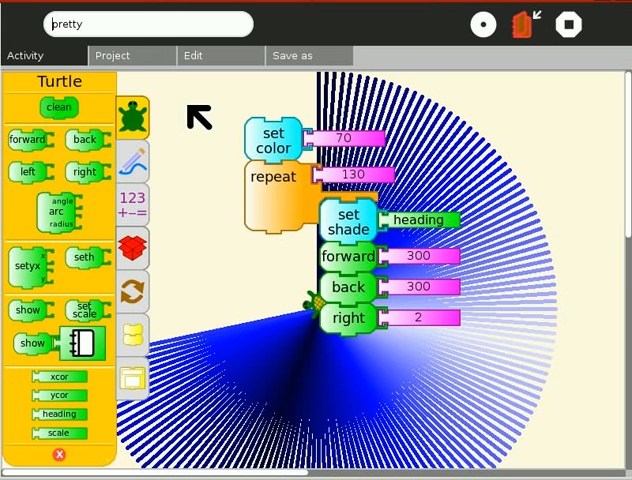 pretty
Activity
Project
Edit
Save as
Turtle
clean
forward
back
left
right
angle
arc
radius
x
setyx
y
seth
show
set
scale
show
xcor
ycor
heading
scale
x
123
+-=
set
color
70
repeat
130
set
shade
heading
forward
300
back
300
right
2